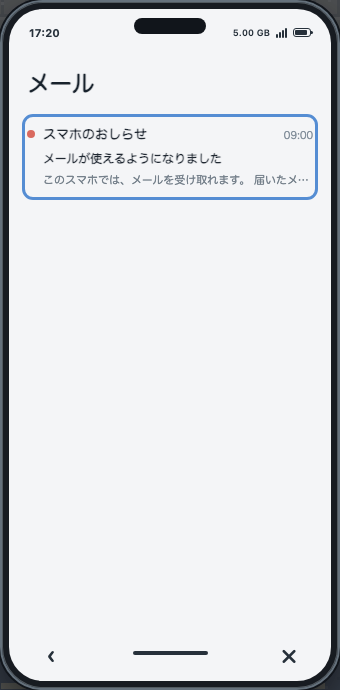 17:20
5.00 GB
メール
スマホのおしらせ 09:00
メールが使えるようになりました
このスマホでは、メールを受け取れます。 届いたメ…